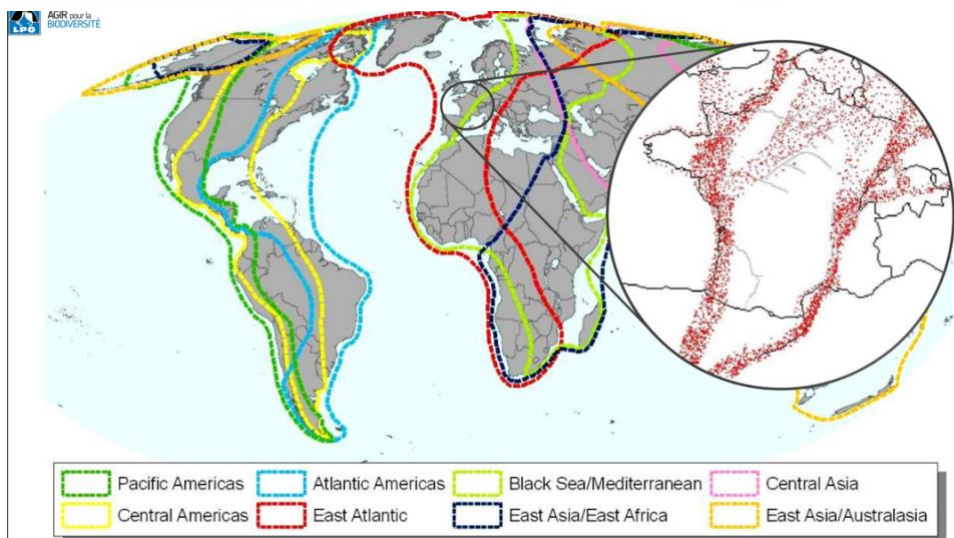 AGIR pour la
BIODIVERSITÉ
LPO
Pacific Americas
Atlantic Americas
Black Sea/Mediterranean
Central Asia
Central Americas
East Atlantic
East Asia/East Africa
East Asia/Australasia